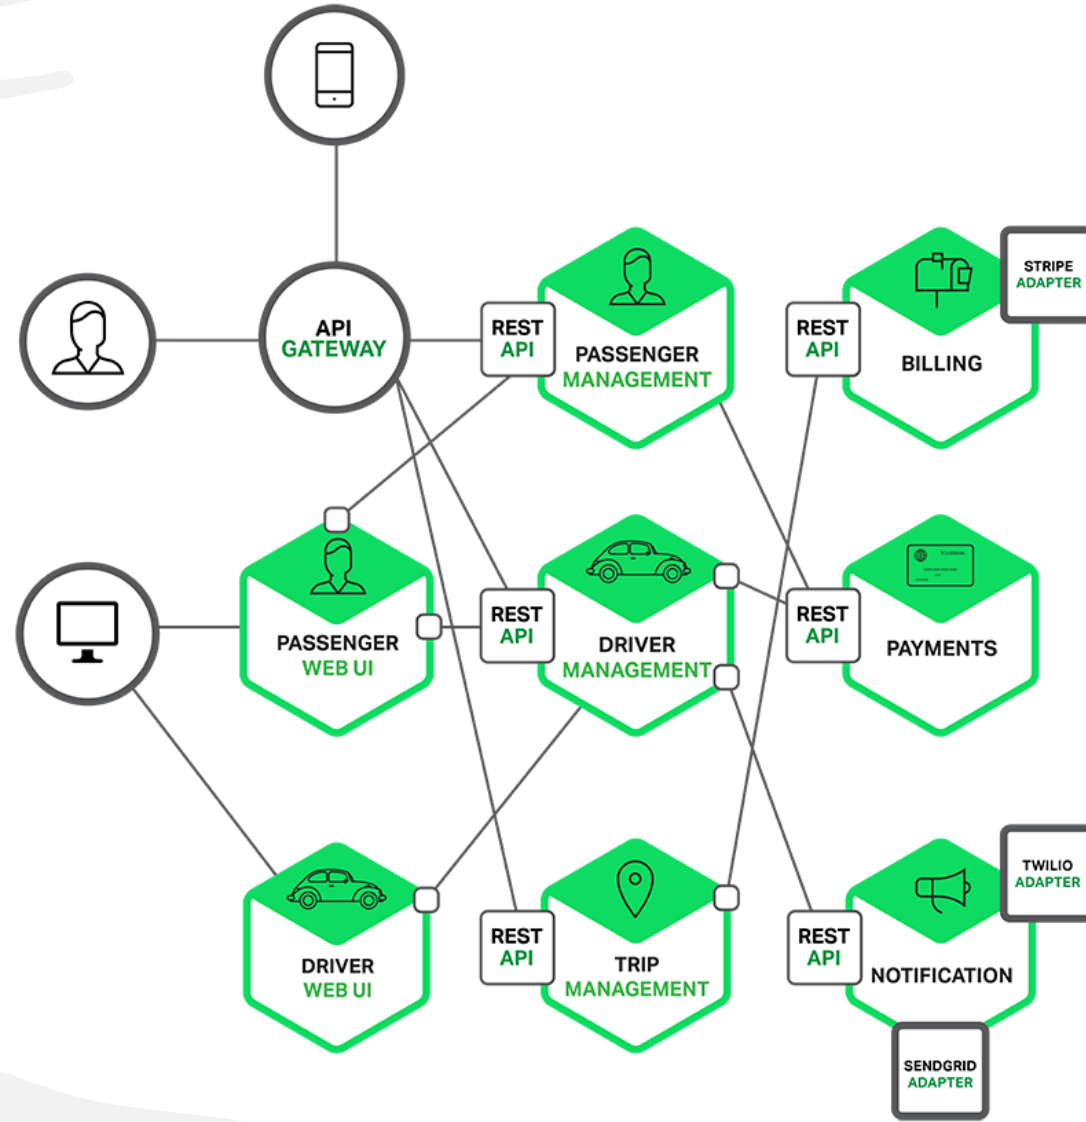 API
GATEWAY
REST
API
PASSENGER
MANAGEMENT
REST
API
BILLING
STRIPE
ADAPTER
PASSENGER
WEB UI
REST
API
DRIVER
MANAGEMENT
REST
API
PAYMENTS
DRIVER
WEB UI
REST
API
TRIP
MANAGEMENT
REST
API
NOTIFICATION
TWILIO
ADAPTER
SENDGRID
ADAPTER